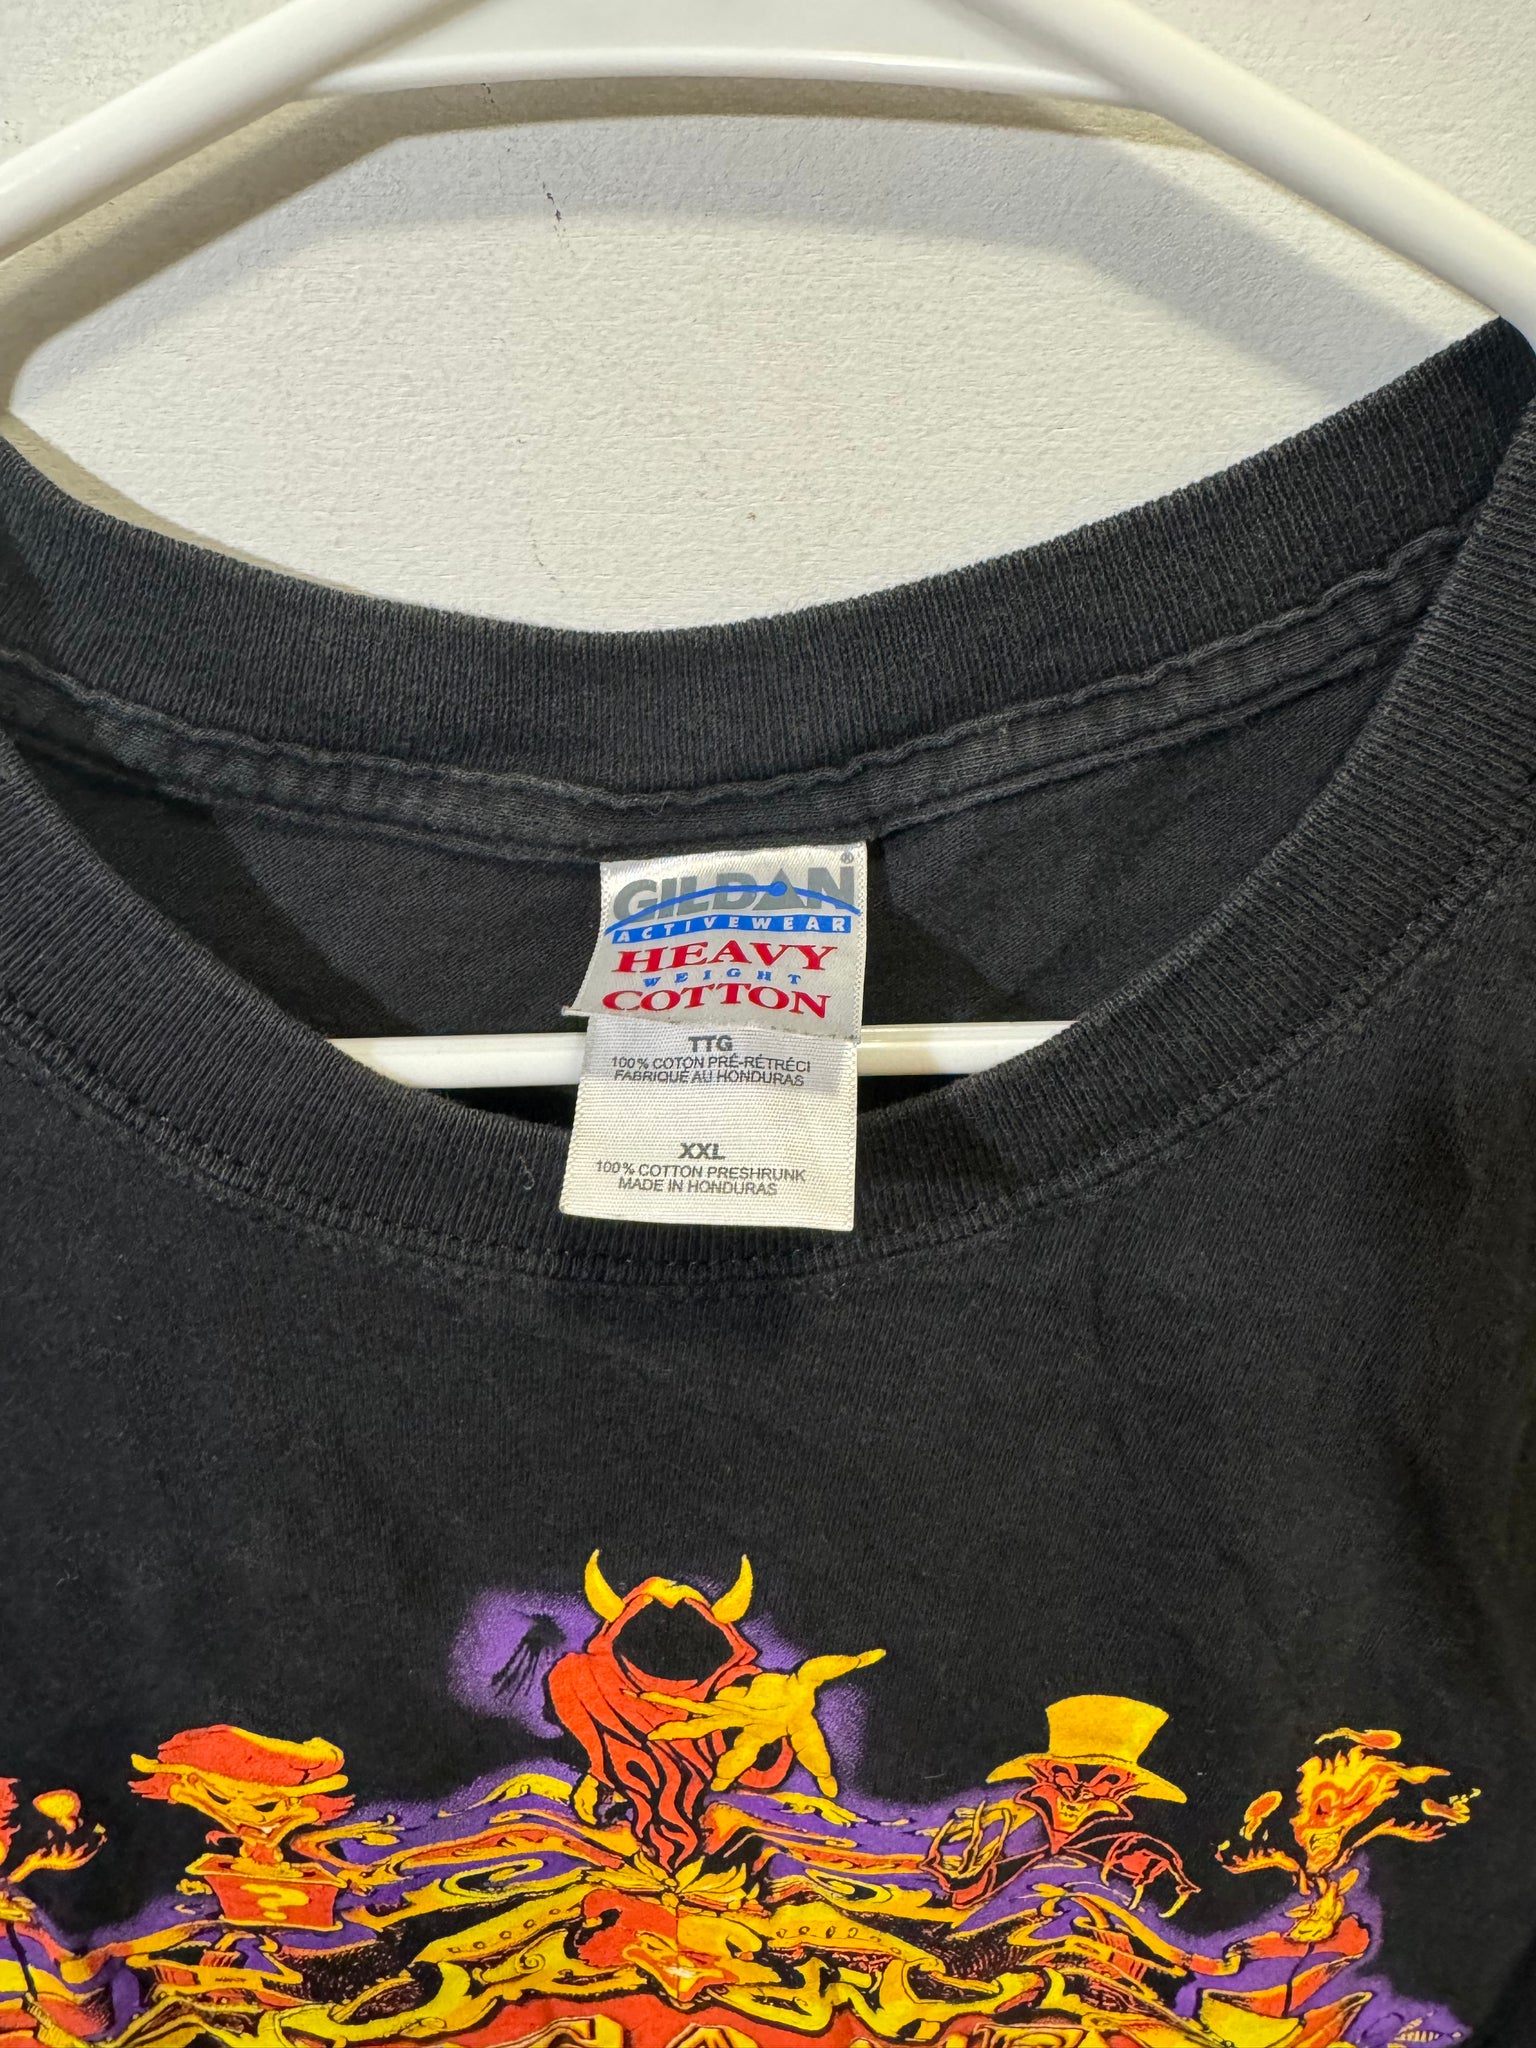 GILDAN®
ACTIVEWEAR
HEAVY
WEIGHT
COTTON
TTG
100% COTON PRÉ-RÉTRÉCI
FABRIQUÉ AU HONDURAS
XXL
100% COTTON PRESHRUNK
MADE IN HONDURAS
?